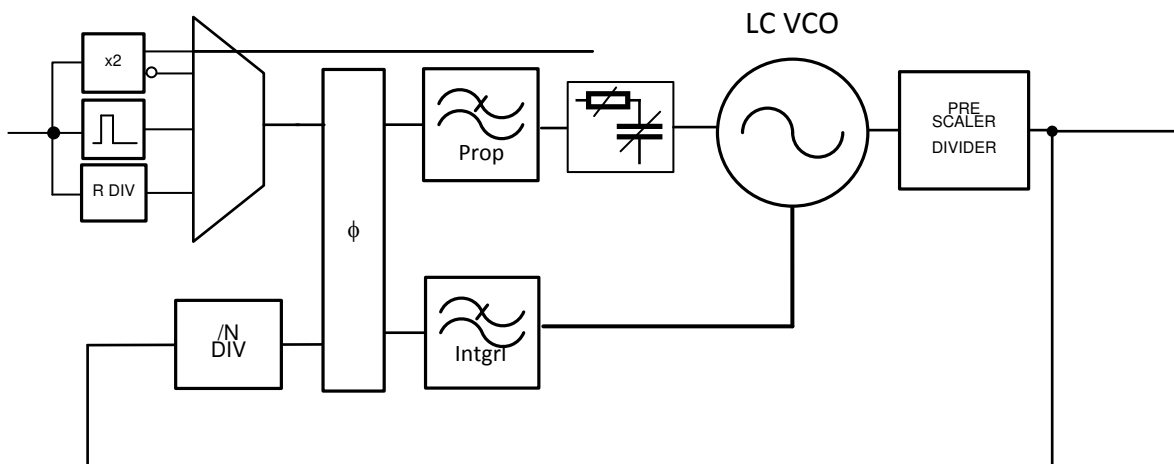 LC VCO
x2
R DIV
Prop
PRE
SCALER
DIVIDER
ϕ
/N
DIV
Intgrl